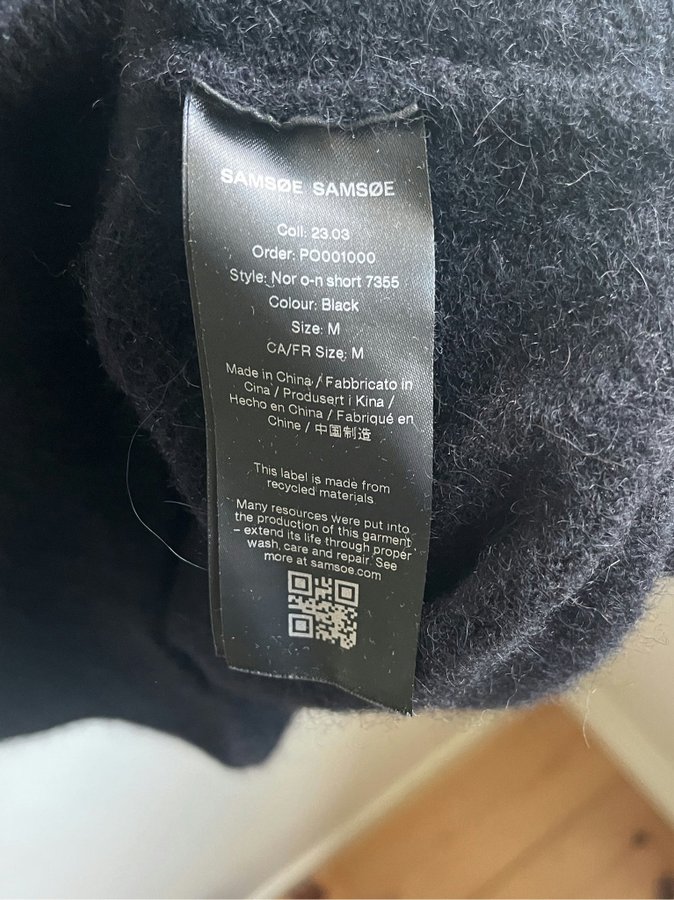 SAMSØE SAMSØE
Coll: 23.03
Order: PO001000
Style: Nor o-n short 7355
Colour: Black
Size: M
CA/FR Size: M
Made in China / Fabbricato in
Cina / Produsert i Kina /
Hecho en China / Fabriqué en
Chine / 中国制造
This label is made from
recycled materials
Many resources were put into
the production of this garment
– extend its life through proper
wash, care and repair. See
more at samsoe.com